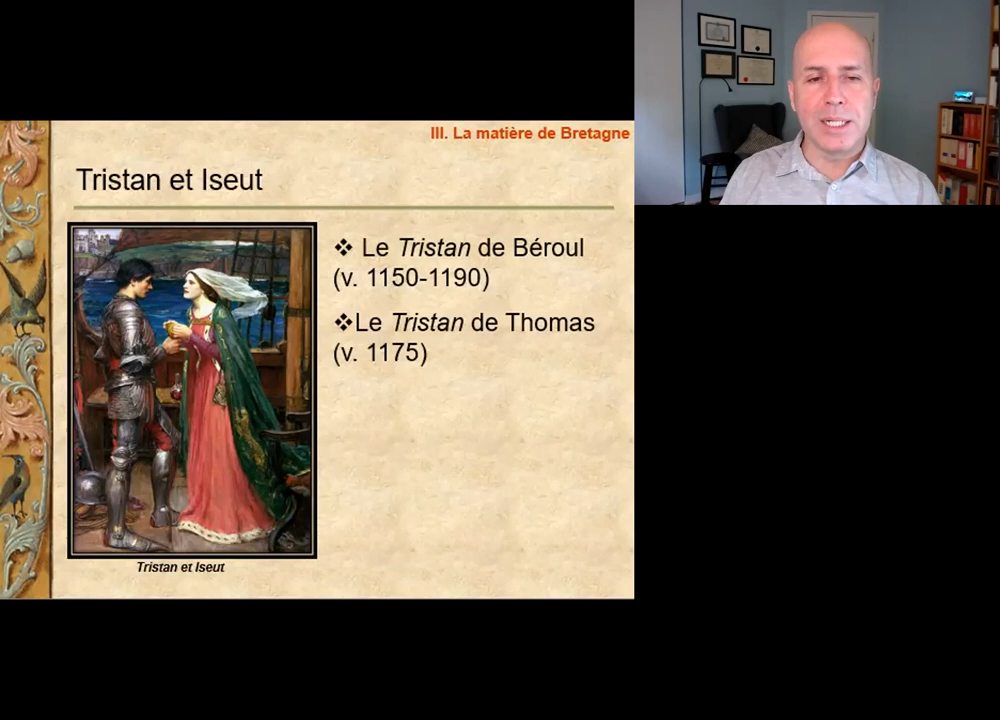 III. La matière de Bretagne
Tristan et Iseut
❖ Le Tristan de Béroul
(v. 1150-1190)
❖Le Tristan de Thomas
(v. 1175)
Tristan et Iseut